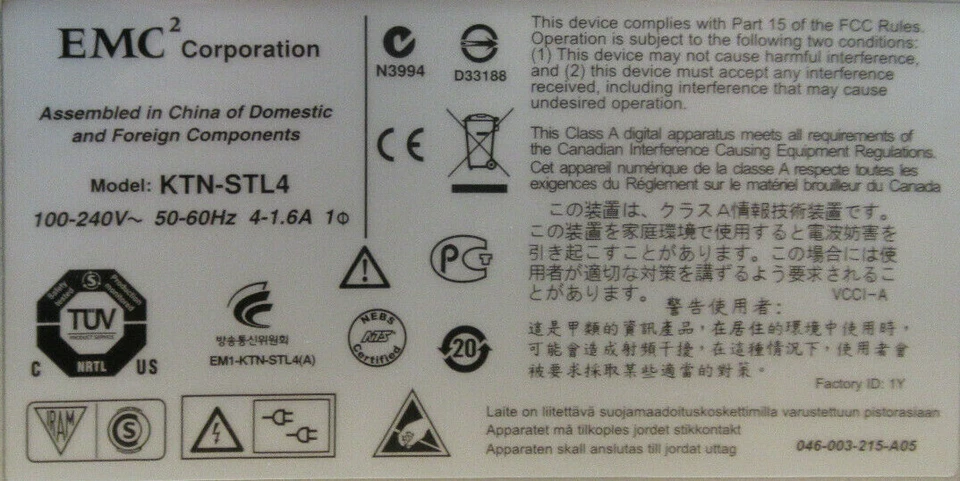 EMC² Corporation
Assembled in China of Domestic
and Foreign Components
Model: KTN-STL4
100-240V~ 50-60Hz 4-1.6A 1Φ
N3994
D33188
CE
This device complies with Part 15 of the FCC Rules.
Operation is subject to the following two conditions:
(1) This device may not cause harmful interference,
and (2) this device must accept any interference
received, including interference that may cause
undesired operation.
This Class A digital apparatus meets all requirements of
the Canadian Interference Causing Equipment Regulations.
Cet appareil numérique de la classe A respecte toutes les
exigences du Réglement sur le matériel brouilleur du Canada
この装置は、クラスA情報技術装置です。
この装置を家庭環境で使用すると電波妨害を
引き起こすことがあります。この場合には使
用者が適切な対策を講ずるよう要求されるこ
とがあります。
VCCI-A
警告使用者:
這是甲類的資訊產品，在居住的環境中使用時，
可能會造成射頻干擾，在這種情況下，使用者會
被要求採取某些適當的對策。
Factory ID: 1Y
Safety tested
S
Production monitored
TÜV
PRODUCT SERVICE
C NRTL US
방송통신위원회
EM1-KTN-STL4(A)
NEBS
Certified
20
IRAM
S
Laite on liitettävä suojamaadoituskoskettimilla varustettuun pistorasiaan
Apparatet må tilkoples jordet stikkontakt
Apparaten skall anslutas till jordat uttag
046-003-215-A05